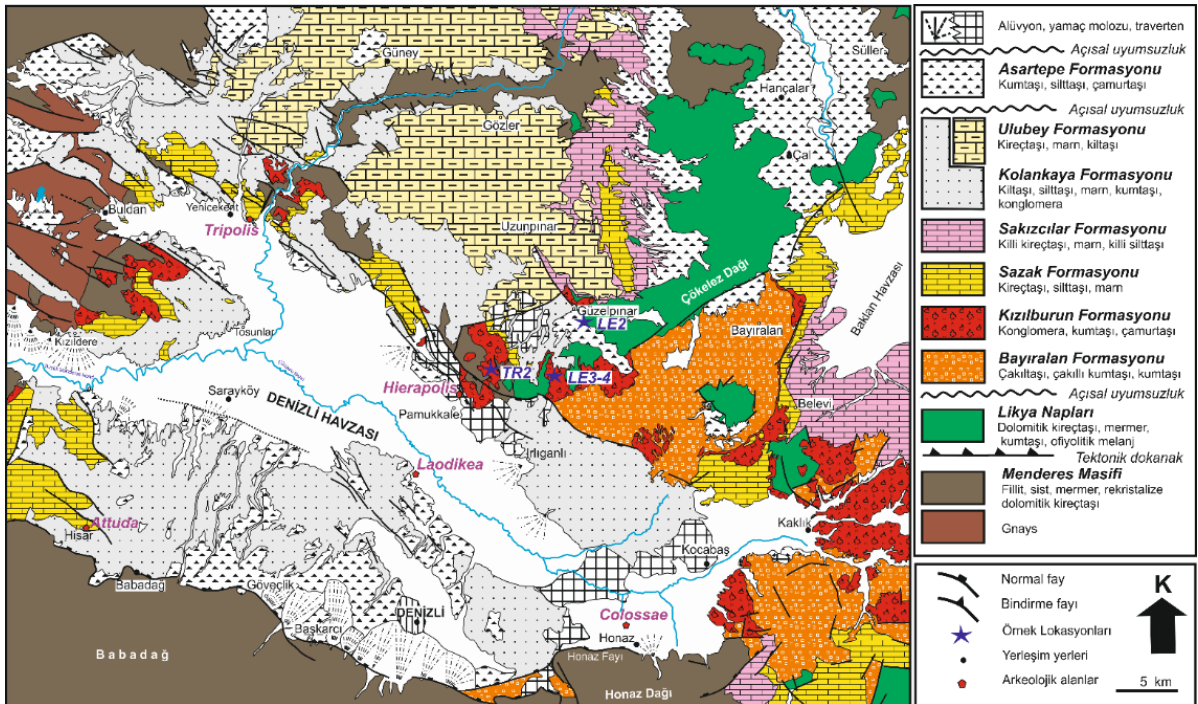 Güney
Süller
Hançalar
Gözler
Çal
Buldan
Yenicekent
Tripolis
Uzunpınar
Çökelez Dağı
Baklan Havzası
Güzelpınar
LE2
Bayıralan
Tosunlar
Kızıldere
TR2
LE3-4
Hierapolis
Pamukkale
Sarayköy
DENİZLİ HAVZASI
Belevi
Irlıganlı
Laodikea
Attuda
Hisar
Kaklık
Kocabaş
Babadağ
Göveçlik
DENİZLİ
Colossae
Başkarcı
Honaz
Honaz Fayı
Babadağ
Honaz Dağı
Alüvyon, yamaç molozu, traverten
Açısal uyumsuzluk
Asartepe Formasyonu
Kumtaşı, silttaşı, çamurtaşı
Açısal uyumsuzluk
Ulubey Formasyonu
Kireçtaşı, marn, kiltaşı
Kolankaya Formasyonu
Kiltaşı, silttaşı, marn, kumtaşı,
konglomera
Sakızcılar Formasyonu
Killi kireçtaşı, marn, killi silttaşı
Sazak Formasyonu
Kireçtaşı, silttaşı, marn
Kızılburun Formasyonu
Konglomera, kumtaşı, çamurtaşı
Bayıralan Formasyonu
Çakıltaşı, çakıllı kumtaşı, kumtaşı
Açısal uyumsuzluk
Likya Napları
Dolomitik kireçtaşı, mermer,
kumtaşı, ofiyolitik melanj
Tektonik dokanak
Menderes Masifi
Fillit, sist, mermer, rekristalize
dolomitik kireçtaşı
Gnays
Normal fay
Bindirme fayı
Örnek Lokasyonları
Yerleşim yerleri
Arkeolojik alanlar
K
5 km